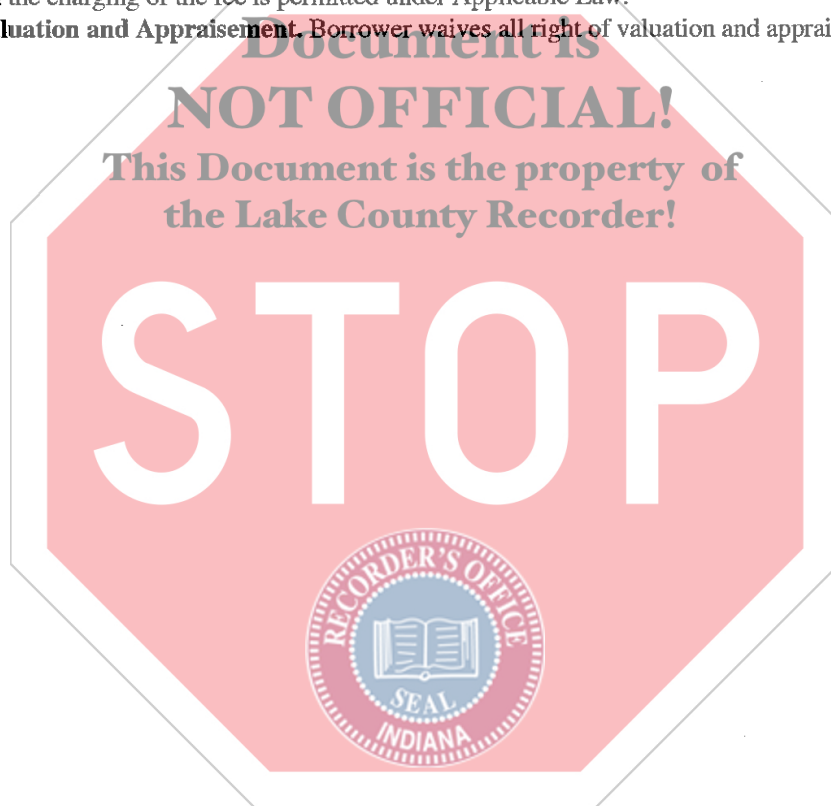 the charging of the fee is permitted under Applicable Law.
luation and Appraisement. Borrower waives all right of valuation and apprai
Document is
NOT OFFICIAL!
This Document is the property of
the Lake County Recorder!
STOP
RECORDER'S OFFICE
SEAL
INDIANA